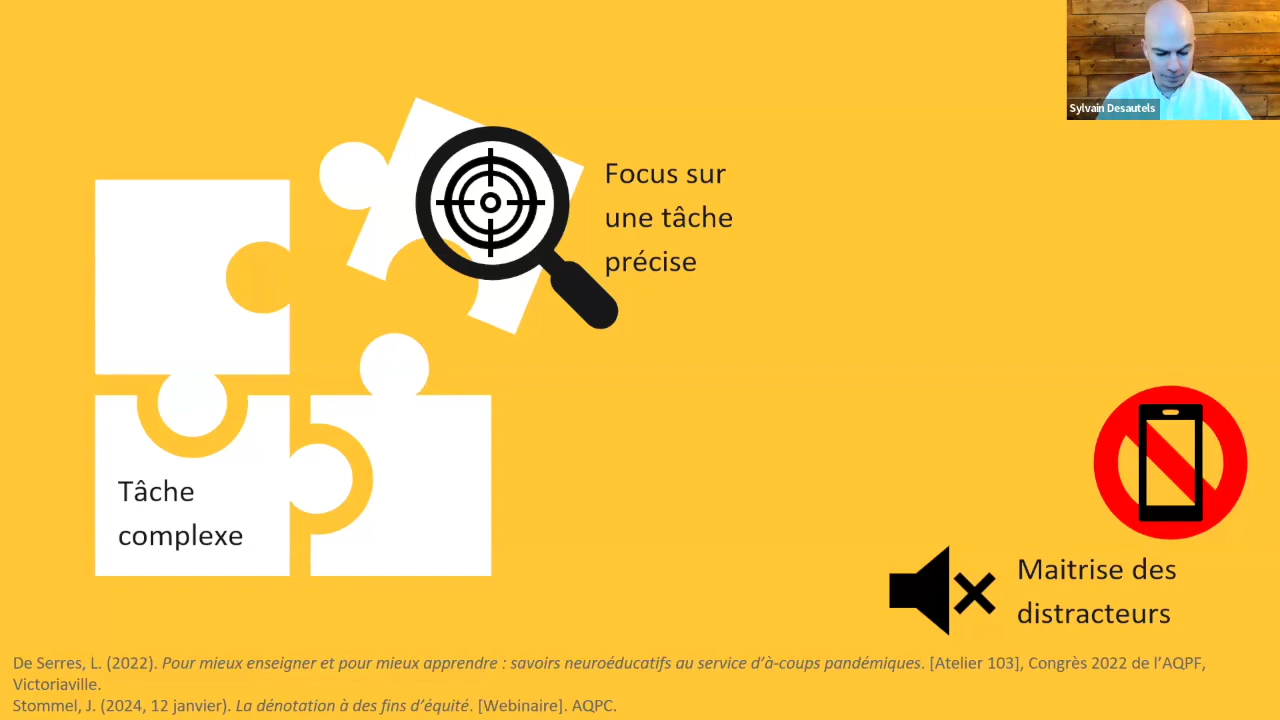 Sylvain Desautels
Focus sur
une tâche
précise
Tâche
complexe
Maitrise des
distracteurs
De Serres, L. (2022). Pour mieux enseigner et pour mieux apprendre : savoirs neuroéducatifs au service d’à-coups pandémiques. [Atelier 103], Congrès 2022 de l’AQPF,
Victoriaville.
Stommel, J. (2024, 12 janvier). La dénotation à des fins d’équité. [Webinaire]. AQPC.